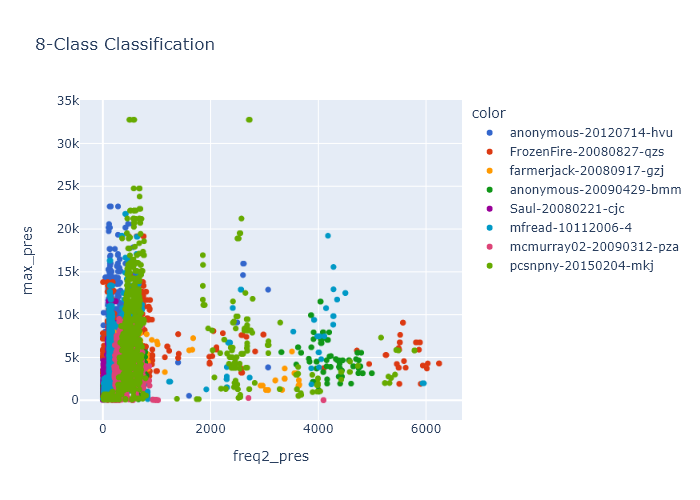 8-Class Classification
35k
30k
25k
20k
15k
10k
5k
0
max_pres
0
2000
4000
6000
freq2_pres
color
anonymous-20120714-hvu
FrozenFire-20080827-qzs
farmerjack-20080917-gzj
anonymous-20090429-bmm
Saul-20080221-cjc
mfread-10112006-4
mcmurray02-20090312-pza
pcsnpny-20150204-mkj